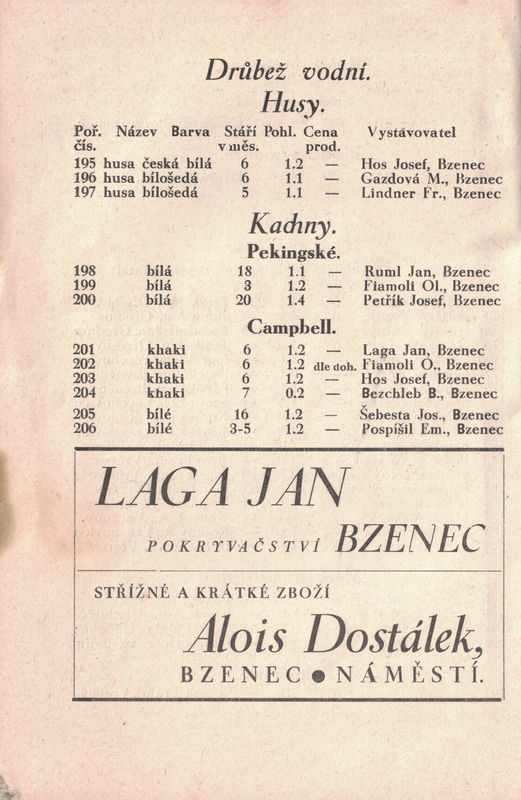 Drůbež vodní.
Husy.
Poř. Název Barva Stáří Pohl. Cena Vystavovatel
čís. v měs. prod.
195 husa česká bílá 6 1.2 — Hos Josef, Bzenec
196 husa bílošedá 6 1.1 — Gazdová M., Bzenec
197 husa bílošedá 5 1.1 — Lindner Fr., Bzenec
Kachny.
Pekingské.
198 bílá 18 1.1 — Ruml Jan, Bzenec
199 bílá 3 1.2 — Fiamoli Ol., Bzenec
200 bílá 20 1.4 — Petřík Josef, Bzenec
Campbell.
201 khaki 6 1.2 — Laga Jan, Bzenec
202 khaki 6 1.2 dle doh. Fiamoli O., Bzenec
203 khaki 6 1.2 — Hos Josef, Bzenec
204 khaki 7 0.2 — Bezchleb B., Bzenec
205 bílé 16 1.2 — Šebesta Jos., Bzenec
206 bílé 3-5 1.2 — Pospíšil Em., Bzenec
LAGA JAN
POKRYVAČSTVÍ BZENEC
STŘÍŽNÉ A KRÁTKÉ ZBOŽÍ
Alois Dostálek,
BZENEC ● NÁMĚSTÍ.